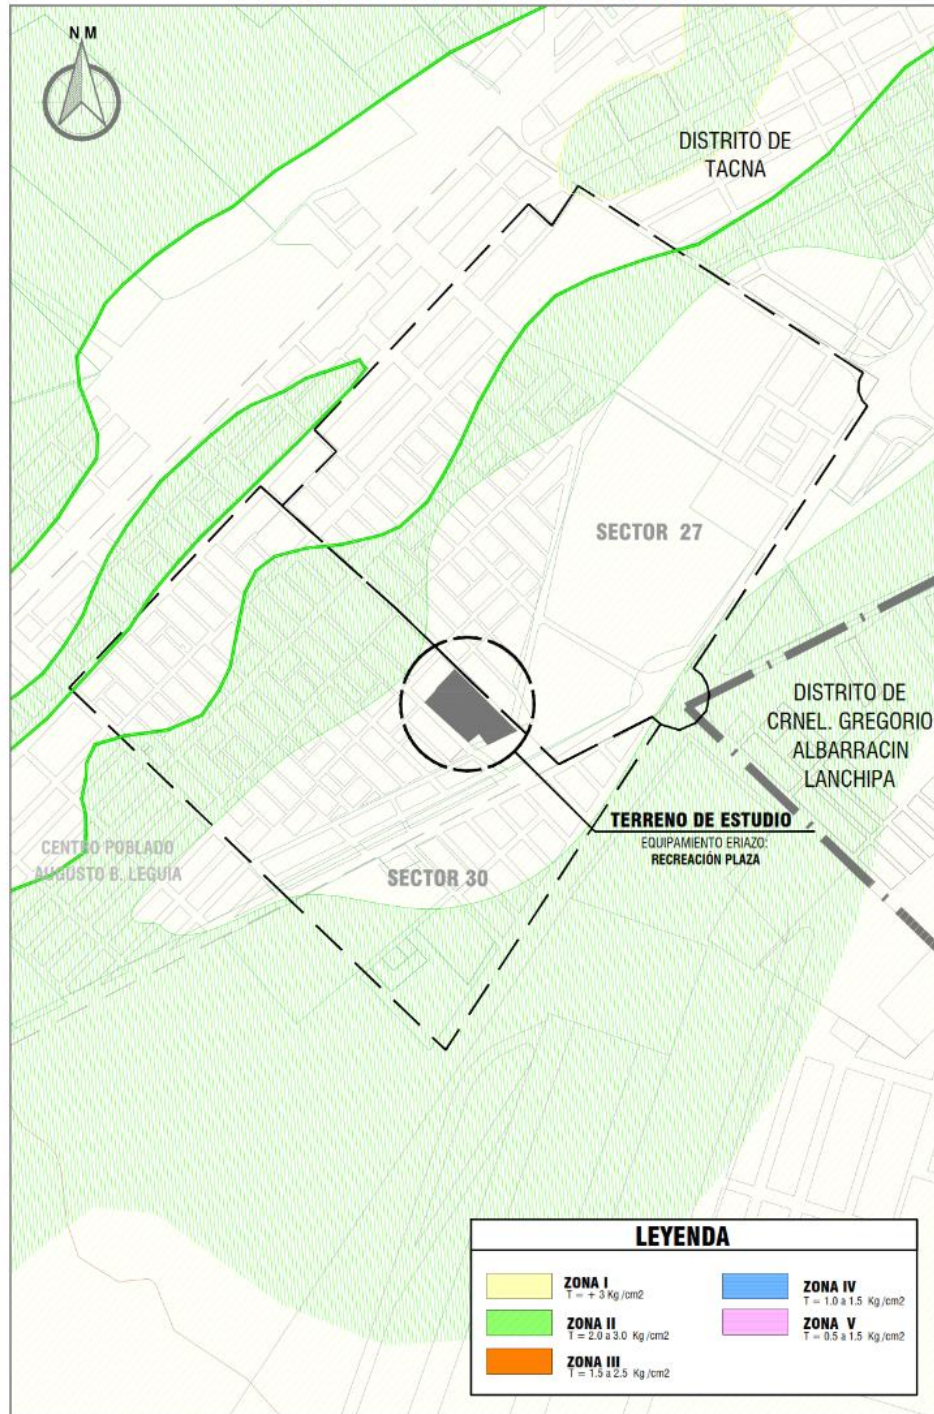 N M
DISTRITO DE
TACNA
SECTOR 27
DISTRITO DE
CRNEL. GREGORIO
ALBARRACIN
LANCHIPA
TERRENO DE ESTUDIO
EQUIPAMIENTO ERIAZO:
RECREACIÓN PLAZA
CENTRO POBLADO
AUGUSTO B. LEGUÍA
SECTOR 30
LEYENDA
ZONA I
T = + 3 Kg /cm2
ZONA II
T = 2.0 a 3.0 Kg /cm2
ZONA III
T = 1.5 a 2.5 Kg /cm2
ZONA IV
T = 1.0 a 1.5 Kg /cm2
ZONA V
T = 0.5 a 1.5 Kg /cm2